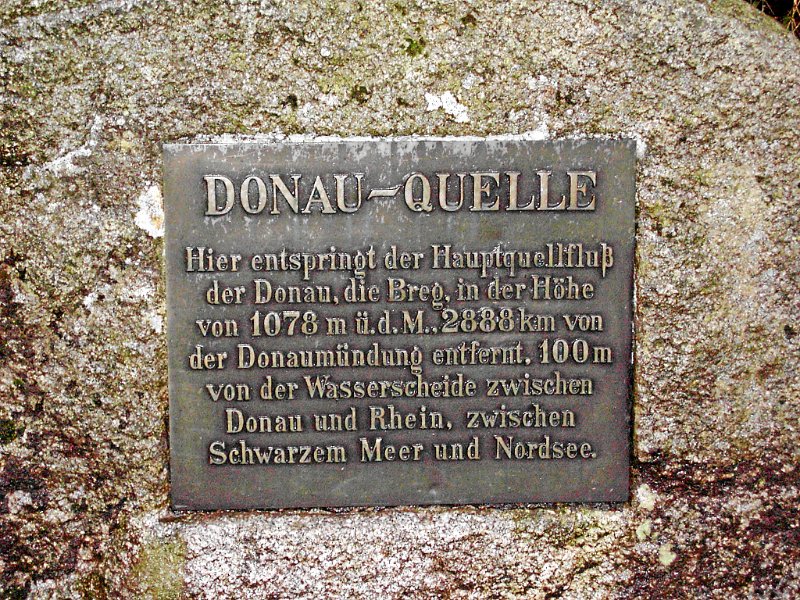 DONAU-QUELLE
Hier entspringt der Hauptquellfluß
der Donau, die Breg, in der Höhe
von 1078 m ü.d.M., 2888 km von
der Donaumündung entfernt, 100 m
von der Wasserscheide zwischen
Donau und Rhein, zwischen
Schwarzem Meer und Nordsee.